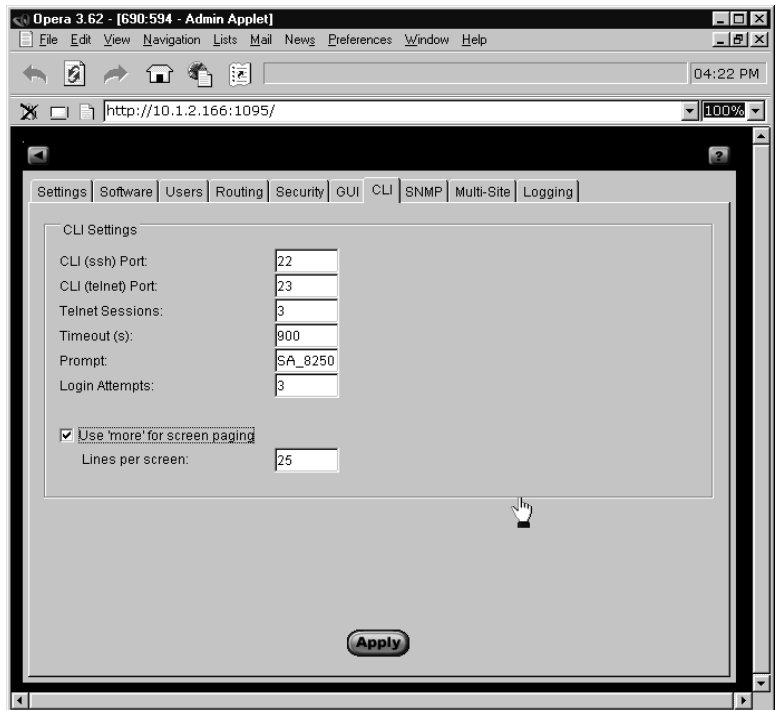 Opera 3.62 - [690:594 - Admin Applet]
File Edit View Navigation Lists Mail News Preferences Window Help
04:22 PM
http://10.1.2.166:1095/
100%
?
Settings Software Users Routing Security GUI CLI SNMP Multi-Site Logging
CLI Settings
CLI (ssh) Port: 22
CLI (telnet) Port: 23
Telnet Sessions: 3
Timeout (s): 900
Prompt: SA_8250
Login Attempts: 3
Use 'more' for screen paging
Lines per screen: 25
Apply